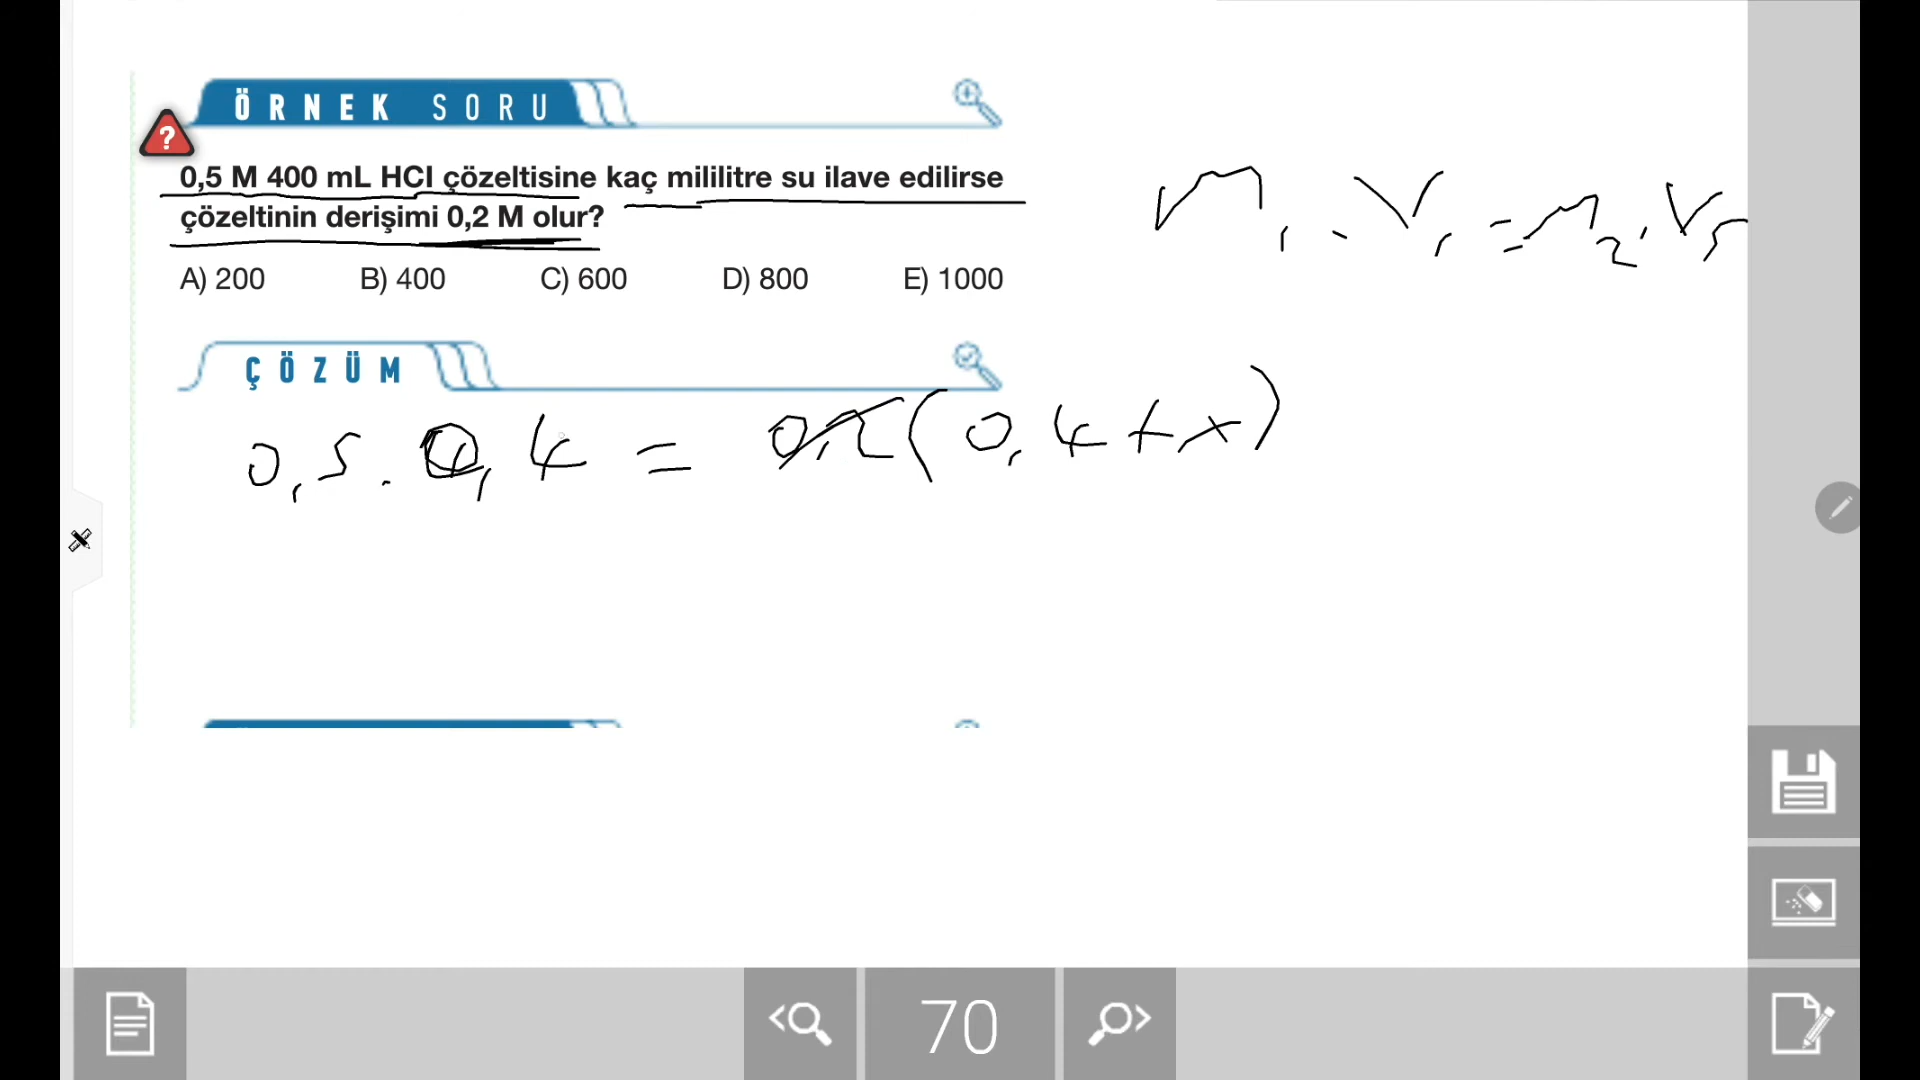 ÖRNEK SORU
?
0,5 M 400 mL HCl çözeltisine kaç mililitre su ilave edilirse
çözeltinin derişimi 0,2 M olur?
A) 200 B) 400 C) 600 D) 800 E) 1000
M₁ . V₁ = M₂ . V
ÇÖZÜM
0,5 . 0,4 = 0,2 (0,4 + x)
70